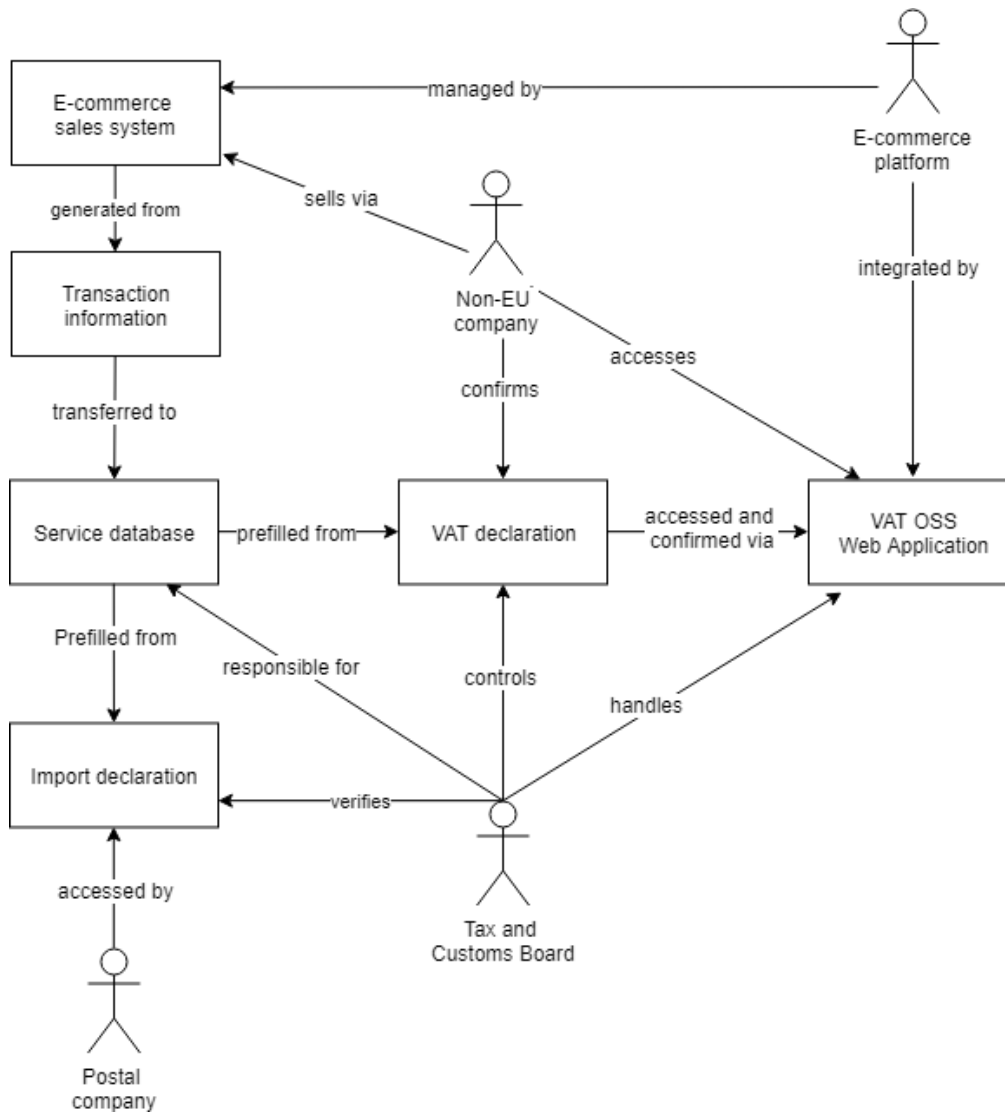 managed by
E-commerce
sales system
E-commerce
platform
sells via
generated from
Transaction
information
Non-EU
company
integrated by
accesses
confirms
transferred to
Service database
prefilled from
VAT declaration
accessed and
confirmed via
VAT OSS
Web Application
Prefilled from
responsible for
controls
handles
Import declaration
verifies
accessed by
Tax and
Customs Board
Postal
company